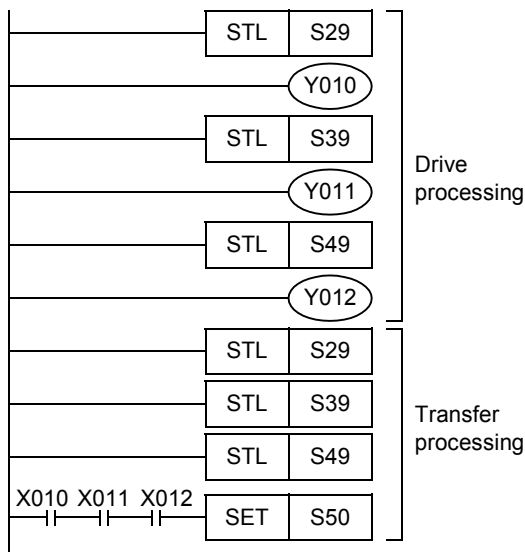 STL S29
Y010
STL S39
Y011
Drive
processing
STL S49
Y012
STL S29
STL S39
Transfer
processing
STL S49
X010 X011 X012
SET S50